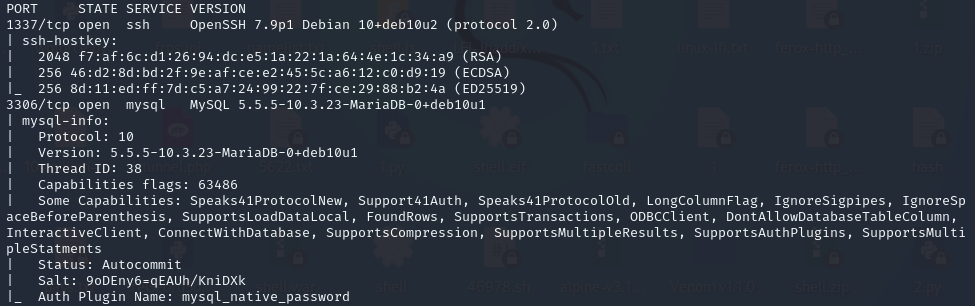 PORT     STATE SERVICE VERSION
1337/tcp open  ssh     OpenSSH 7.9p1 Debian 10+deb10u2 (protocol 2.0)
| ssh-hostkey:
|   2048 f7:af:6c:d1:26:94:dc:e5:1a:22:1a:64:4e:1c:34:a9 (RSA)
|   256 46:d2:8d:bd:2f:9e:af:ce:e2:45:5c:a6:12:c0:d9:19 (ECDSA)
|_  256 8d:11:ed:ff:7d:c5:a7:24:99:22:7f:ce:29:88:b2:4a (ED25519)
3306/tcp open  mysql   MySQL 5.5.5-10.3.23-MariaDB-0+deb10u1
| mysql-info:
|   Protocol: 10
|   Version: 5.5.5-10.3.23-MariaDB-0+deb10u1
|   Thread ID: 38
|   Capabilities flags: 63486
|   Some Capabilities: Speaks41ProtocolNew, Support41Auth, Speaks41ProtocolOld, LongColumnFlag, IgnoreSigpipes, IgnoreSp
aceBeforeParenthesis, SupportsLoadDataLocal, FoundRows, SupportsTransactions, ODBCClient, DontAllowDatabaseTableColumn,
InteractiveClient, ConnectWithDatabase, SupportsCompression, SupportsMultipleResults, SupportsAuthPlugins, SupportsMulti
pleStatments
|   Status: Autocommit
|   Salt: 9oDEny6=qEAUh/KniDXk
|_  Auth Plugin Name: mysql_native_password